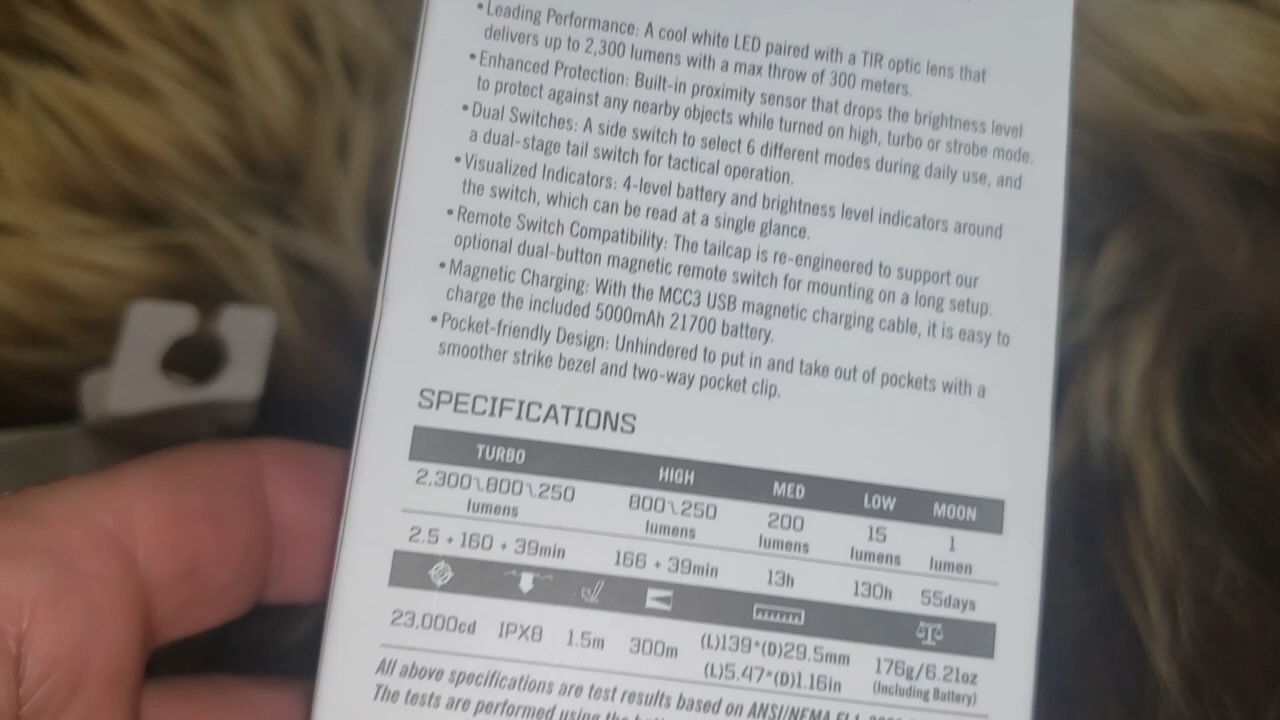 •Leading Performance: A cool white LED paired with a TIR optic lens that
delivers up to 2,300 lumens with a max throw of 300 meters.
•Enhanced Protection: Built-in proximity sensor that drops the brightness level
to protect against any nearby objects while turned on high, turbo or strobe mode.
•Dual Switches: A side switch to select 6 different modes during daily use, and
a dual-stage tail switch for tactical operation.
•Visualized Indicators: 4-level battery and brightness level indicators around
the switch, which can be read at a single glance.
•Remote Switch Compatibility: The tailcap is re-engineered to support our
optional dual-button magnetic remote switch for mounting on a long setup.
•Magnetic Charging: With the MCC3 USB magnetic charging cable, it is easy to
charge the included 5000mAh 21700 battery.
•Pocket-friendly Design: Unhindered to put in and take out of pockets with a
smoother strike bezel and two-way pocket clip.
SPECIFICATIONS
TURBO HIGH MED LOW MOON
2,300\800\250 800\250 200 15 1
lumens lumens lumens lumens lumen
2.5 + 160 + 39min 166 + 39min 13h 130h 55days
23,000cd IPX8 1.5m 300m (L)139*(D)29.5mm 176g/6.21oz
(L)5.47*(D)1.16in (Including Battery)
All above specifications are test results based on ANSI/NEMA FL1
The tests are performed using the